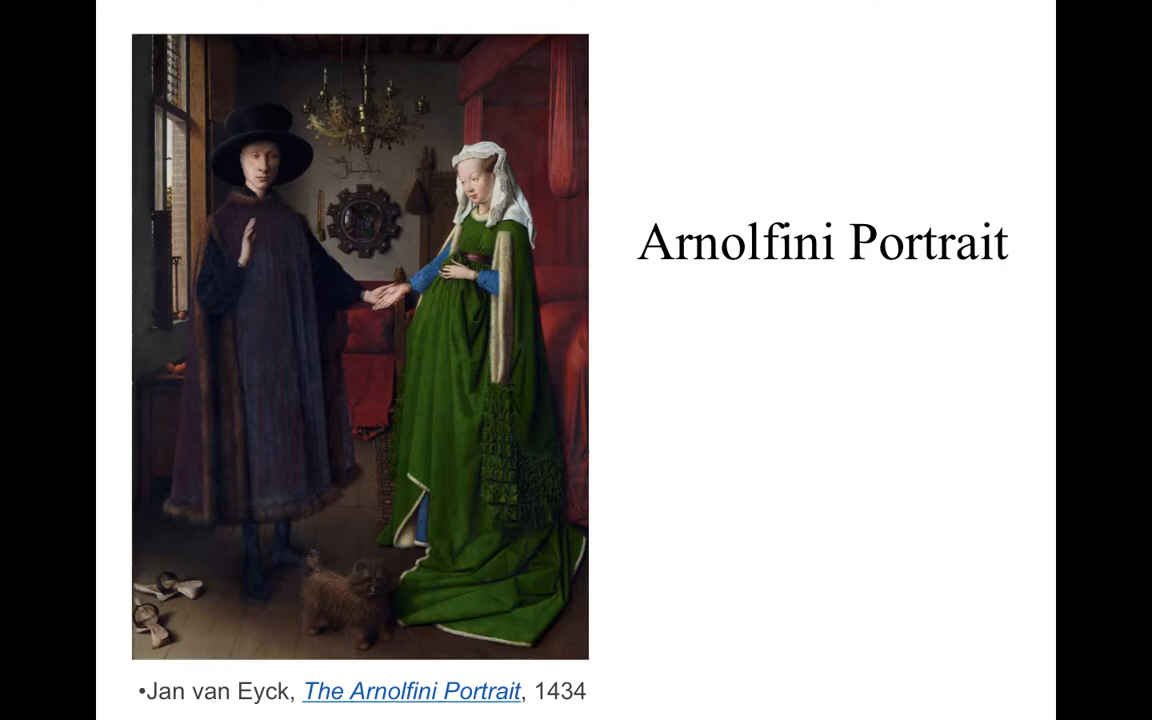 Arnolfini Portrait
•Jan van Eyck, The Arnolfini Portrait, 1434